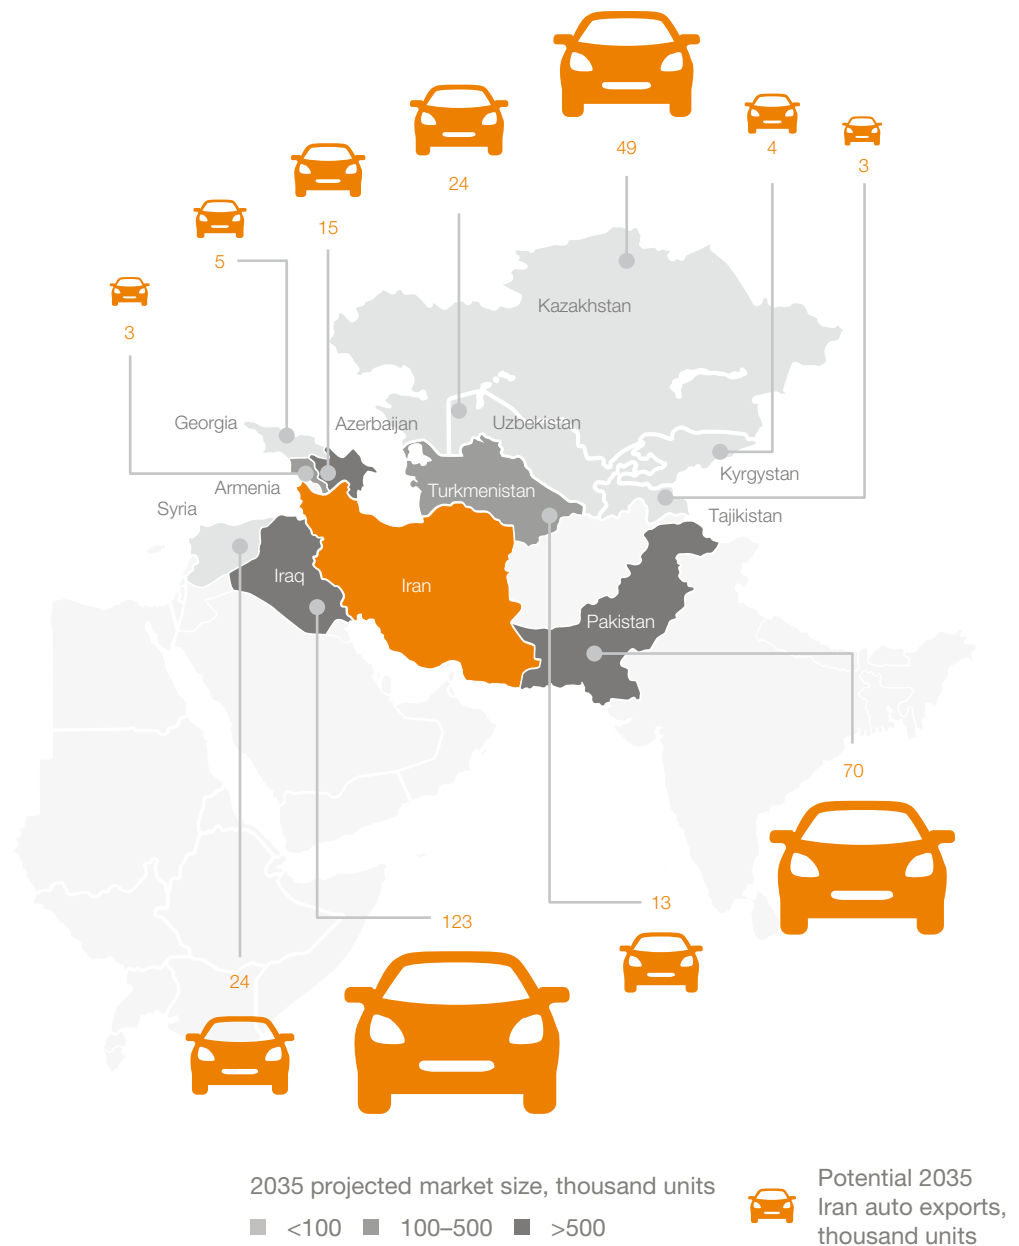 49
4
3
24
15
5
3
Kazakhstan
Georgia
Azerbaijan
Uzbekistan
Kyrgystan
Armenia
Turkmenistan
Syria
Tajikistan
Iraq
Iran
Pakistan
70
13
123
24
2035 projected market size, thousand units
<100
100–500
>500
Potential 2035
Iran auto exports,
thousand units